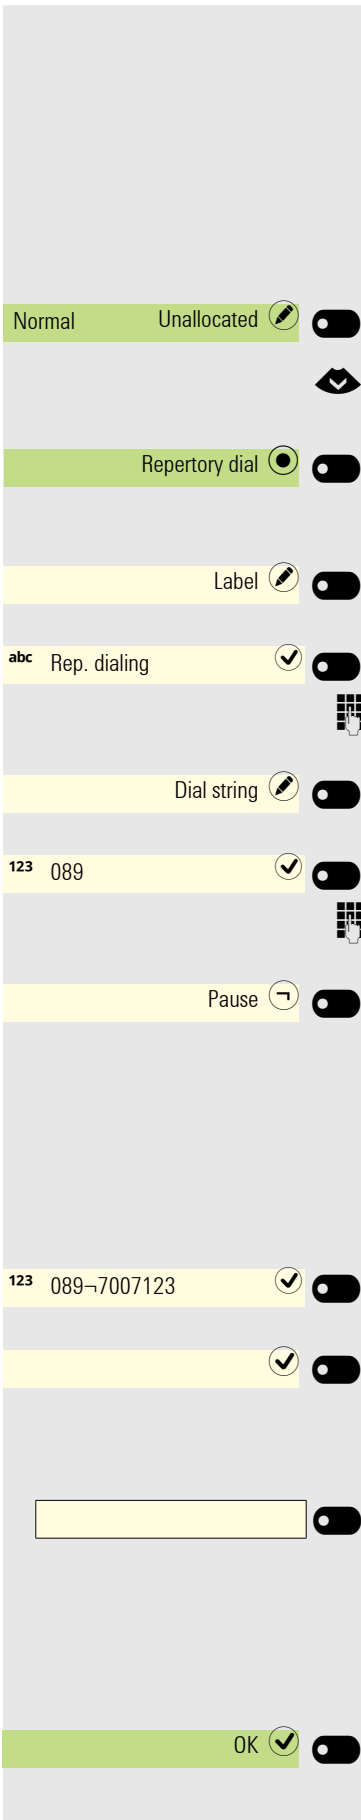 Normal Unallocated
Repertory dial
Label
abc Rep. dialing
Dial string
123 089
Pause ¬
123 089¬7007123
OK